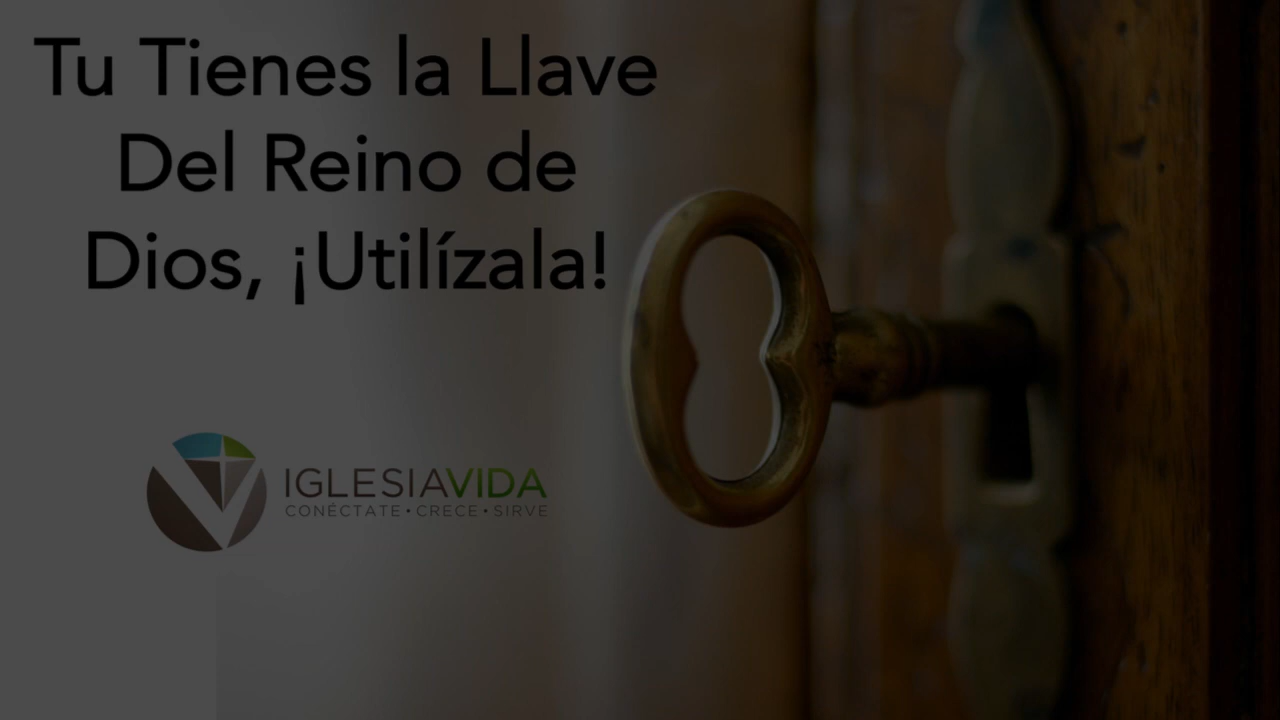 Tu Tienes la Llave
Del Reino de
Dios, ¡Utilízala!
IGLESIAVIDA
CONÉCTATE • CRECE • SIRVE